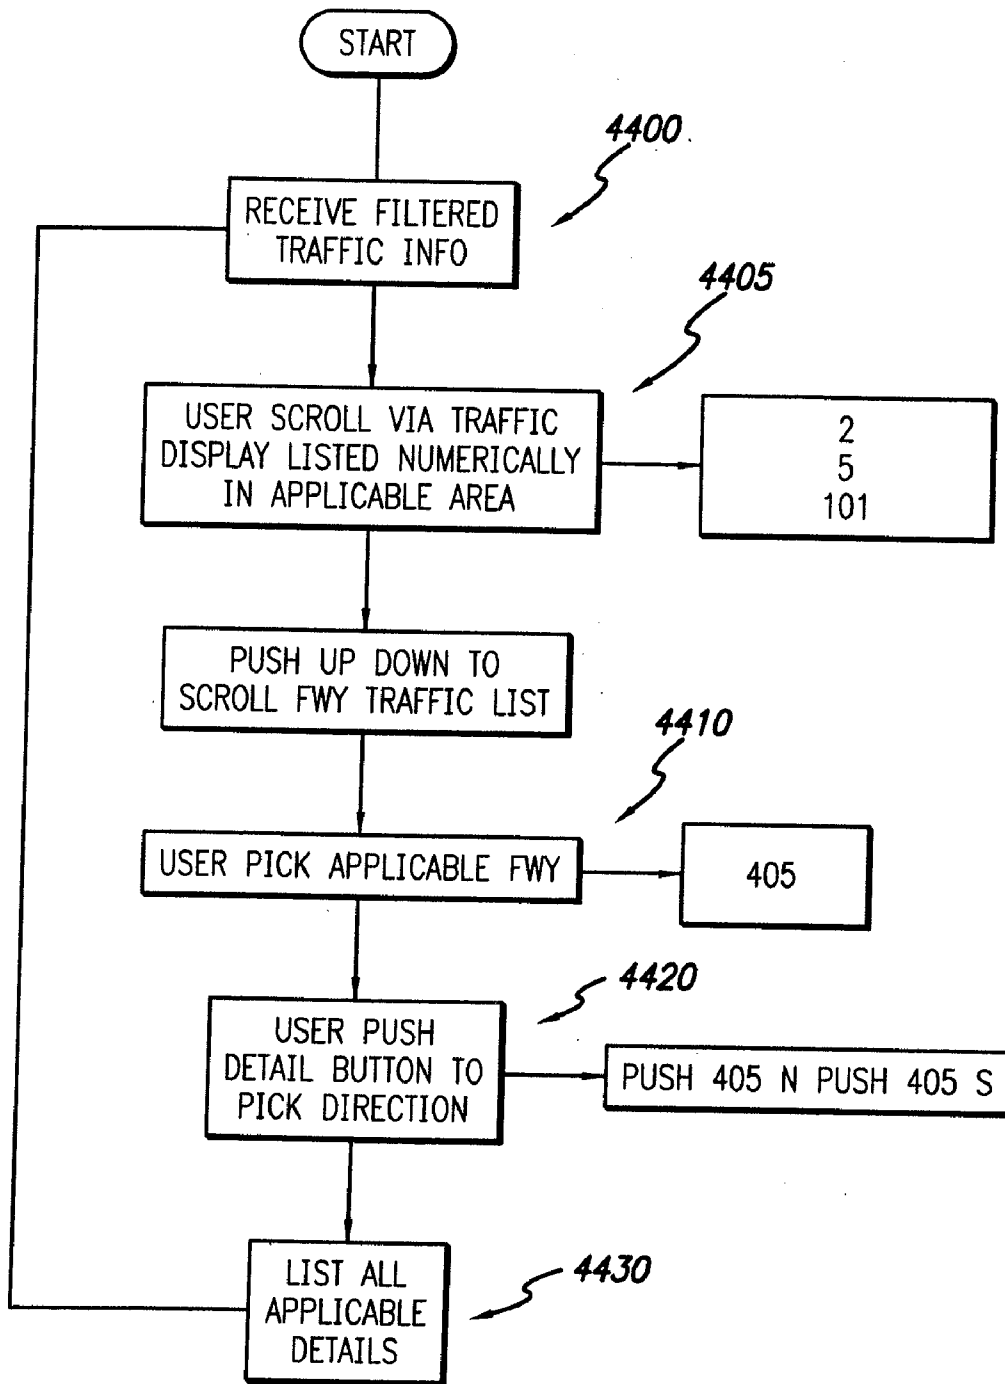 START
4400
RECEIVE FILTERED
TRAFFIC INFO
4405
USER SCROLL VIA TRAFFIC
DISPLAY LISTED NUMERICALLY
IN APPLICABLE AREA
2
5
101
PUSH UP DOWN TO
SCROLL FWY TRAFFIC LIST
4410
USER PICK APPLICABLE FWY
405
4420
USER PUSH
DETAIL BUTTON TO
PICK DIRECTION
PUSH 405 N PUSH 405 S
4430
LIST ALL
APPLICABLE
DETAILS